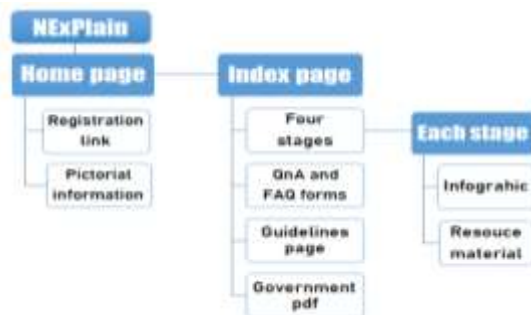 NExPlain
Home page
Registration
link
Pictorial
information
Index page
Four
stages
QnA and
FAQ forms
Guidelines
page
Government
pdf
Each stage
Infograhic
Resouce
material